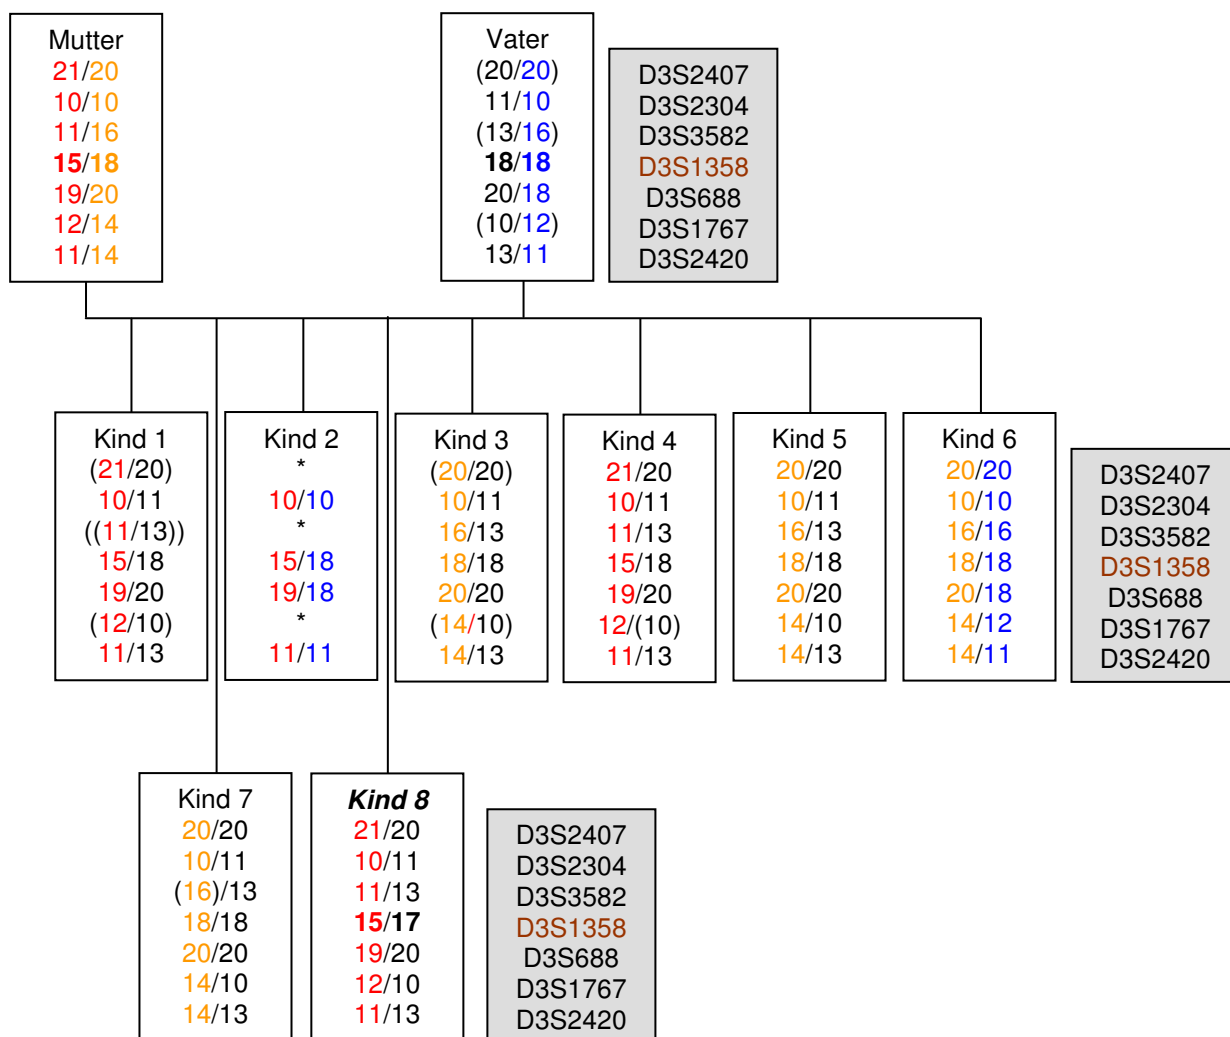 Mutter
21/20
10/10
11/16
15/18
19/20
12/14
11/14
Vater
(20/20)
11/10
(13/16)
18/18
20/18
(10/12)
13/11
D3S2407
D3S2304
D3S3582
D3S1358
D3S688
D3S1767
D3S2420
Kind 1
(21/20)
10/11
((11/13))
15/18
19/20
(12/10)
11/13
Kind 2
*
10/10
*
15/18
19/18
*
11/11
Kind 3
(20/20)
10/11
16/13
18/18
20/20
(14/10)
14/13
Kind 4
21/20
10/11
11/13
15/18
19/20
12/(10)
11/13
Kind 5
20/20
10/11
16/13
18/18
20/20
14/10
14/13
Kind 6
20/20
10/10
16/16
18/18
20/18
14/12
14/11
D3S2407
D3S2304
D3S3582
D3S1358
D3S688
D3S1767
D3S2420
Kind 7
20/20
10/11
(16)/13
18/18
20/20
14/10
14/13
Kind 8
21/20
10/11
11/13
15/17
19/20
12/10
11/13
D3S2407
D3S2304
D3S3582
D3S1358
D3S688
D3S1767
D3S2420